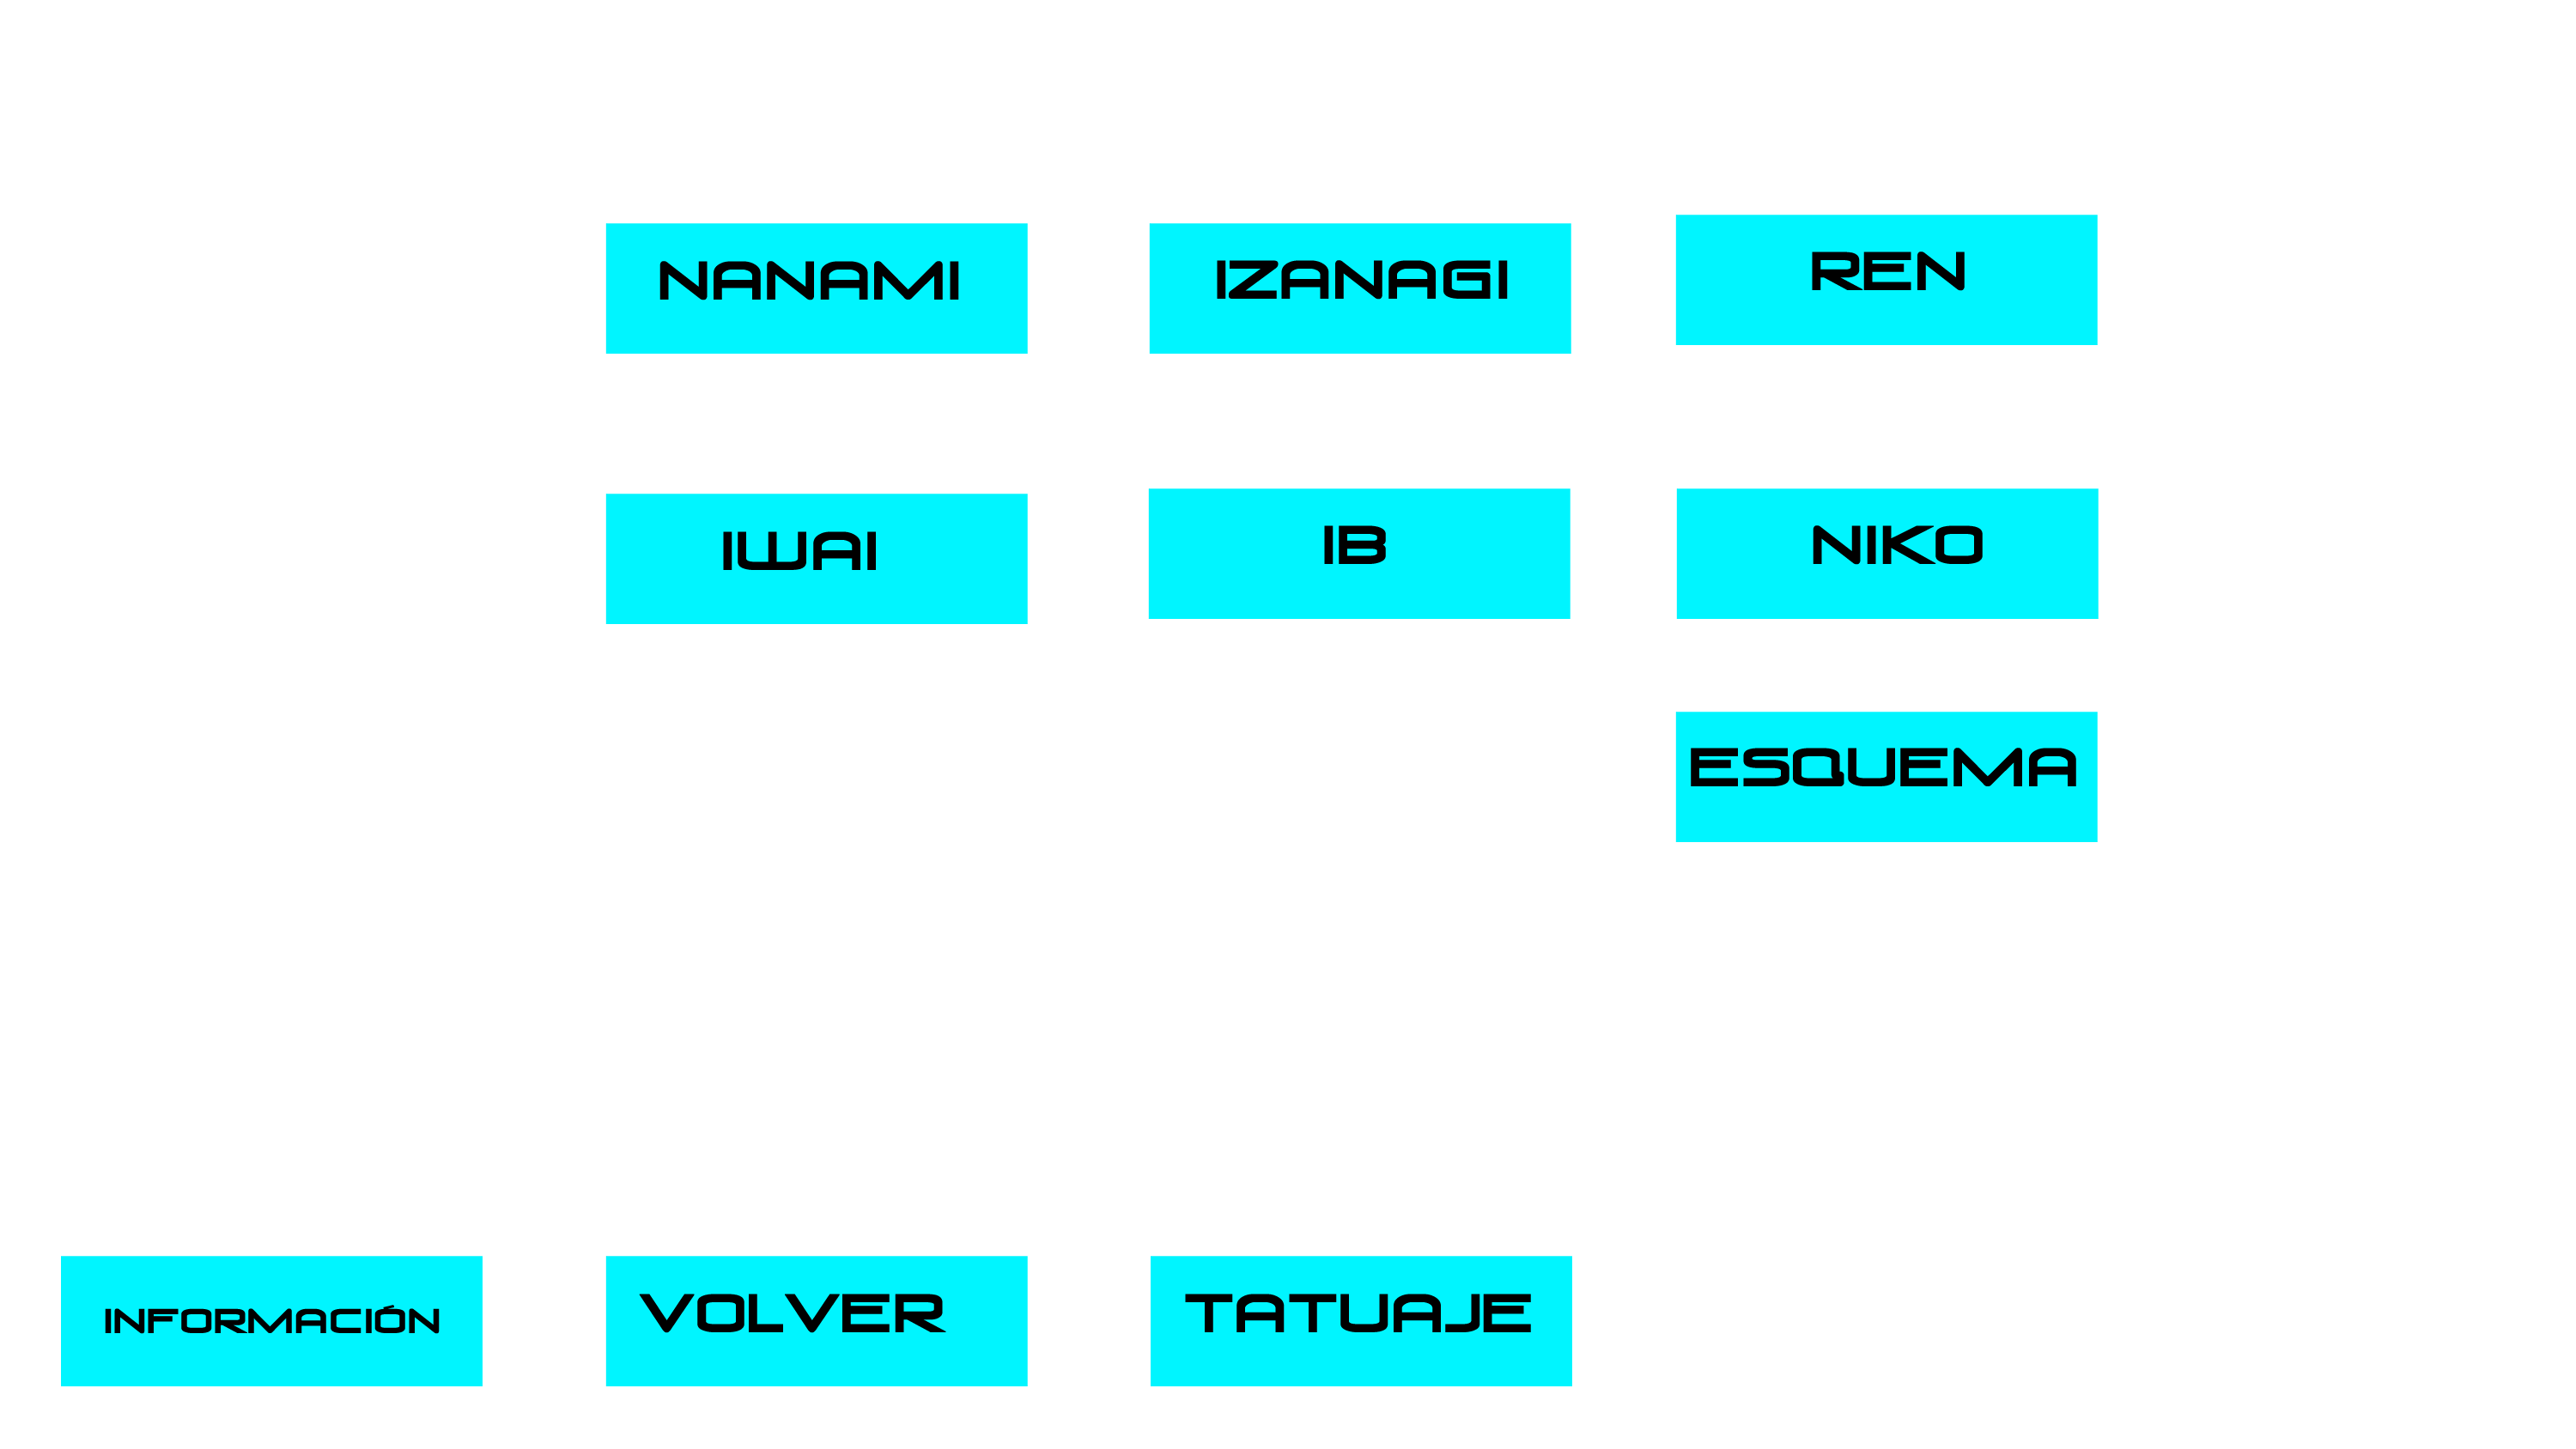 NANAMI
IZANAGI
REN
IWAI
IB
NIKO
ESQUEMA
INFORMACIÓN
VOLVER
TATUAJE